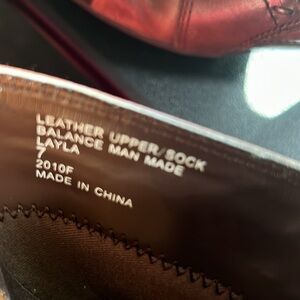 LEATHER UPPER/SOCK
BALANCE MAN MADE
LAYLA
7
2010F
MADE IN CHINA